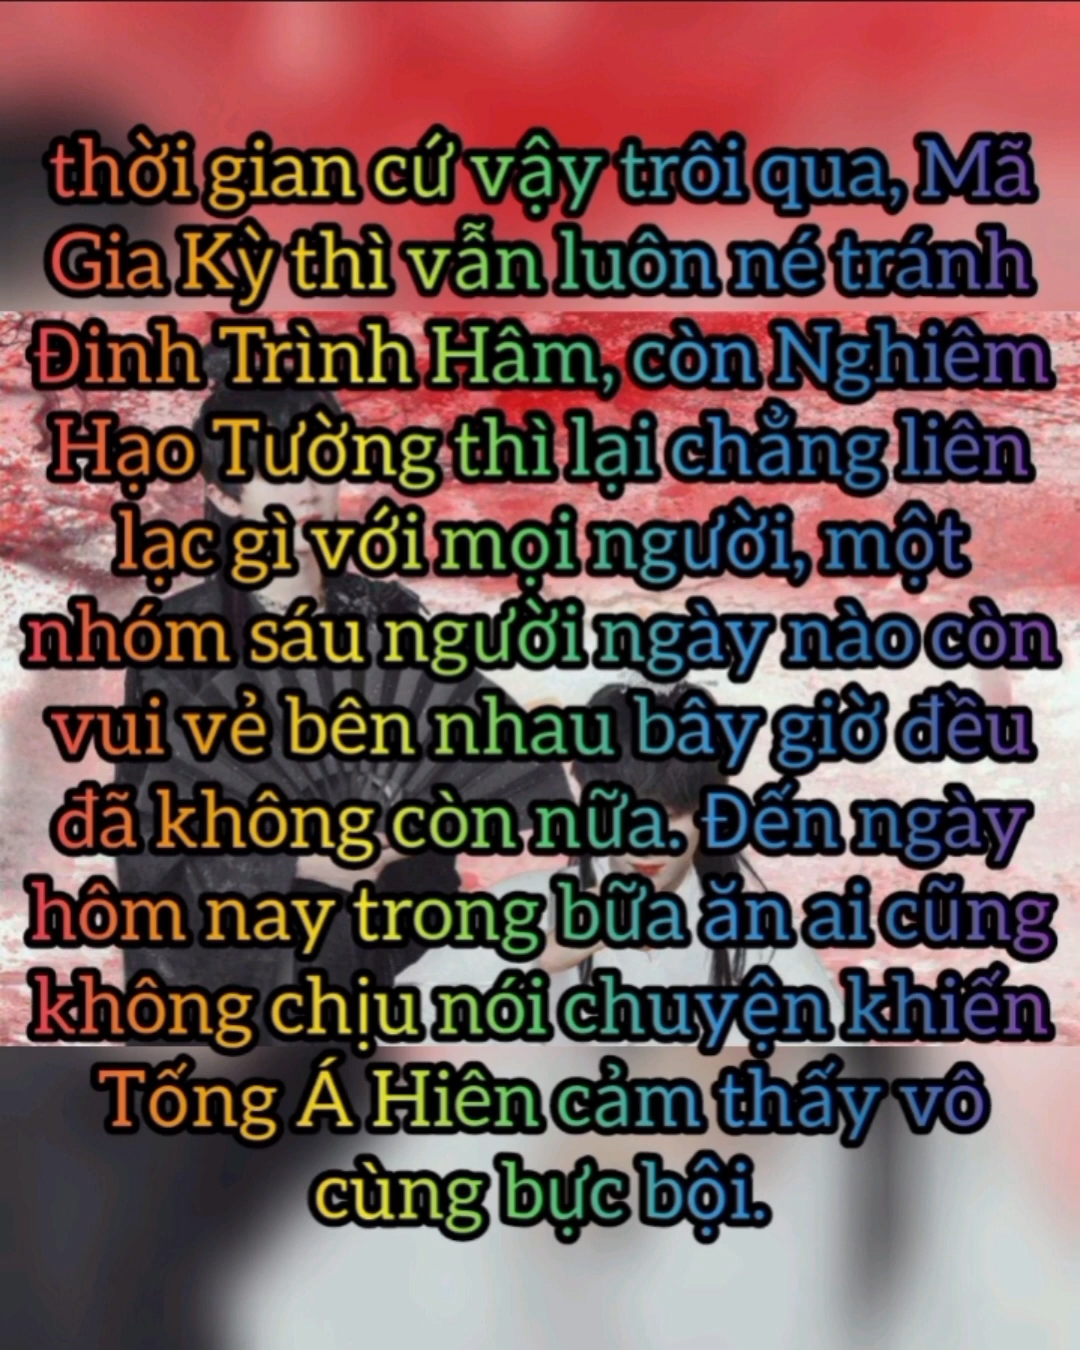 thời gian cứ vậy trôi qua, Mã
Gia Kỳ thì vẫn luôn né tránh
Đinh Trình Hâm, còn Nghiêm
Hạo Tường thì lại chẳng liên
lạc gì với mọi người, một
nhóm sáu người ngày nào còn
vui vẻ bên nhau bây giờ đều
đã không còn nữa. Đến ngày
hôm nay trong bữa ăn ai cũng
không chịu nói chuyện khiến
Tống Á Hiên cảm thấy vô
cùng bực bội.